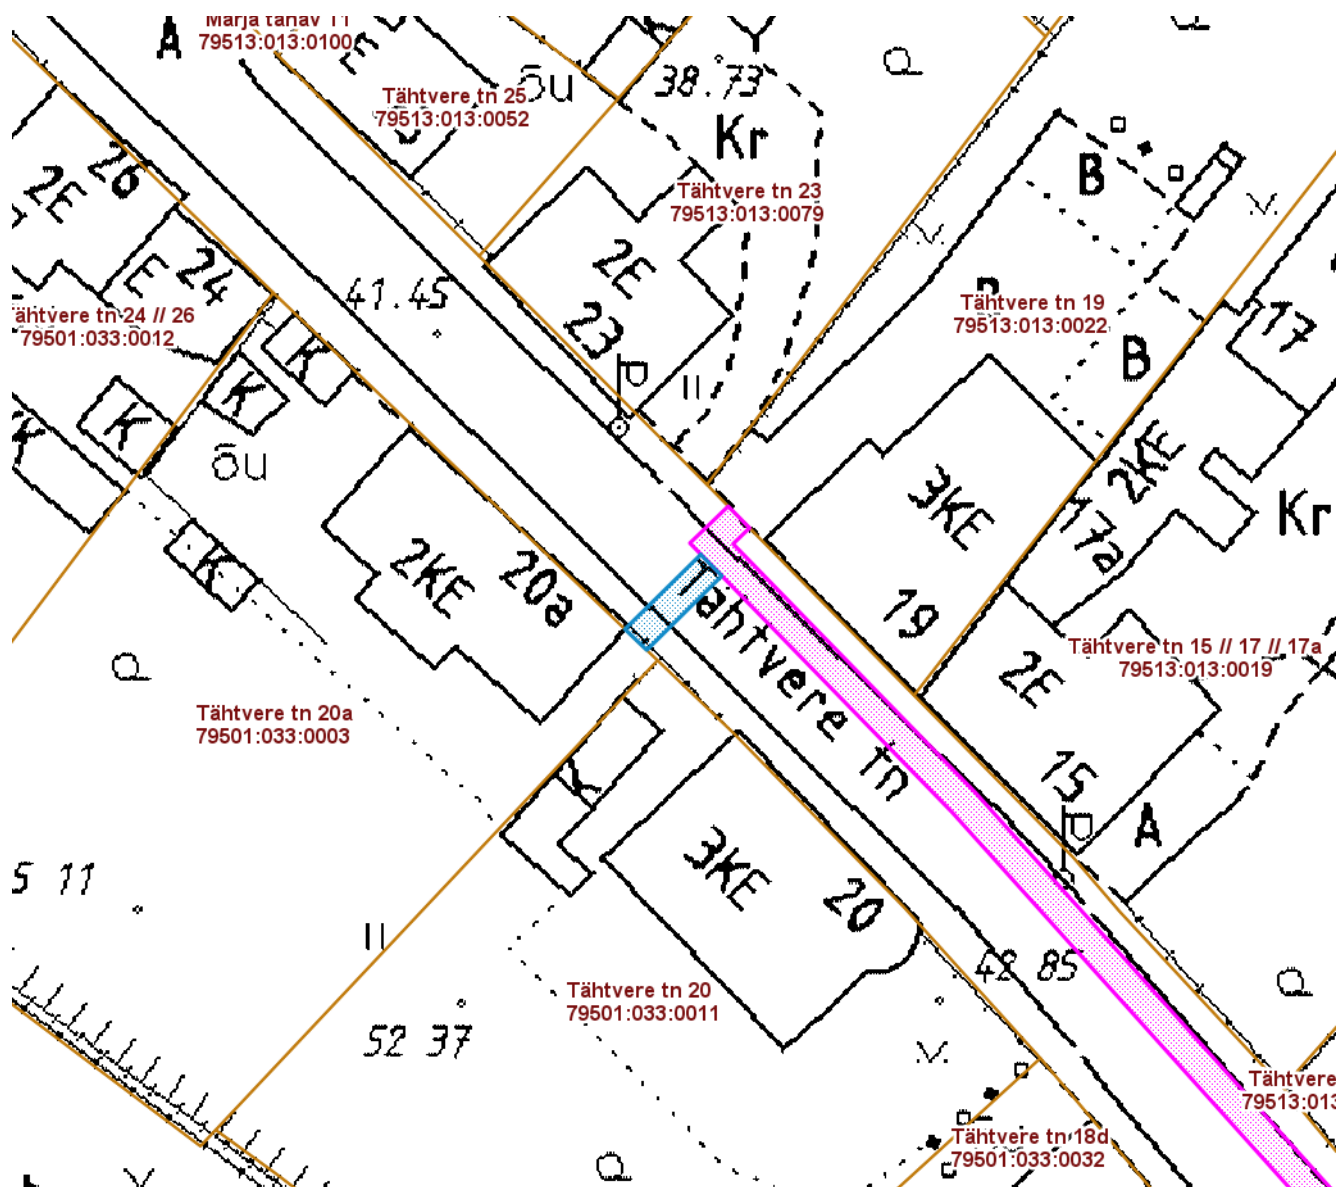 Marja tänav 11
79513:013:0100
A
E
Tähtvere tn 25
79513:013:0052
õu
38.73
Kr
Tähtvere tn 23
79513:013:0079
B
26
2E
24
E
41.45
2E
23
Tähtvere tn 19
79513:013:0022
B
17
ähtvere tn 24 // 26
79501:033:0012
K
K
K
K
õu
K
2KE
17a
3KE
Kr
2KE
20a
19
Tähtvere tn
Tähtvere tn 15 // 17 // 17a
79513:013:0019
2E
15
A
Tähtvere tn 20a
79501:033:0003
K
3KE
20
5 11
42 85
Tähtvere tn 20
79501:033:0011
52 37
Tähtvere
79513:013
Tähtvere tn 18d
79501:033:0032